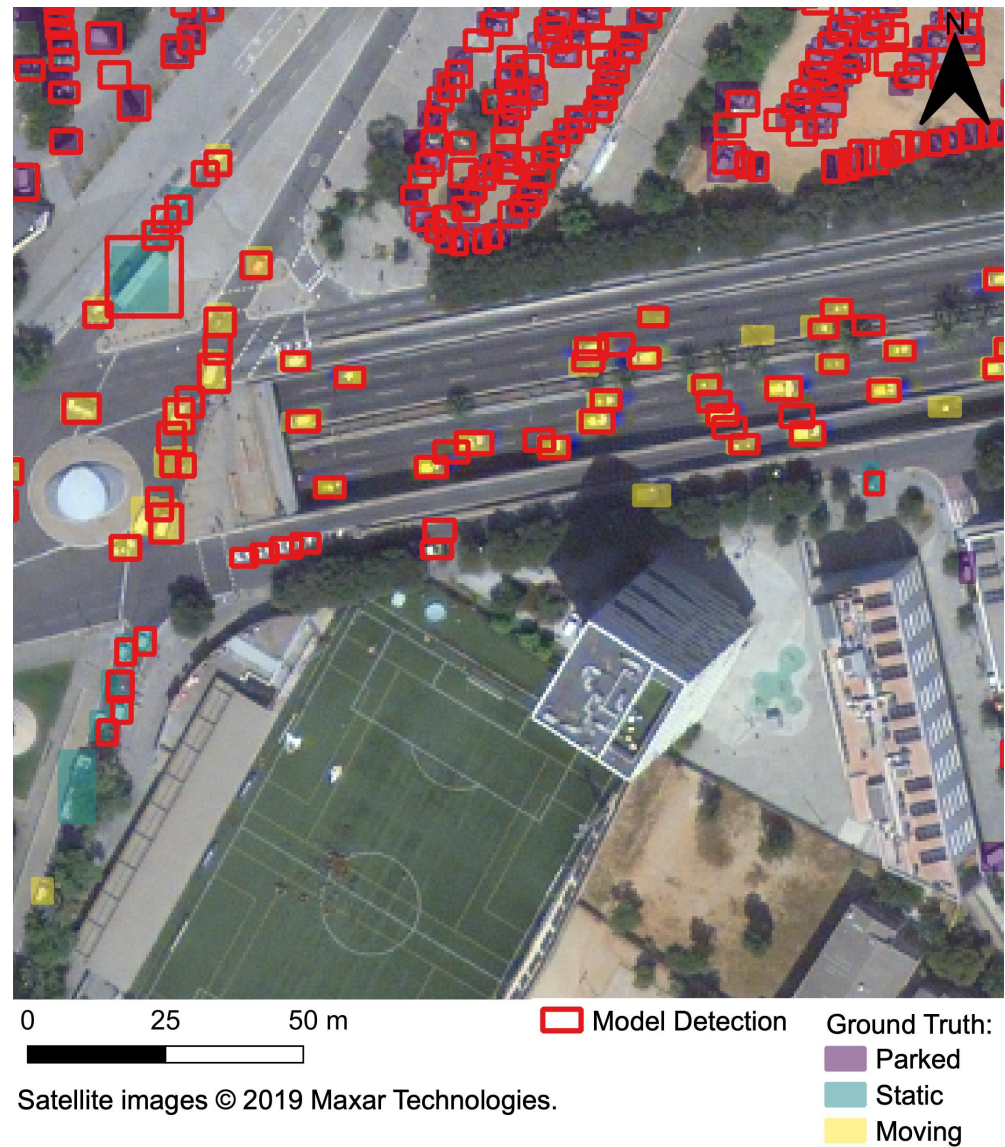 N
0 25 50 m
Model Detection
Ground Truth:
Parked
Static
Moving
Satellite images © 2019 Maxar Technologies.